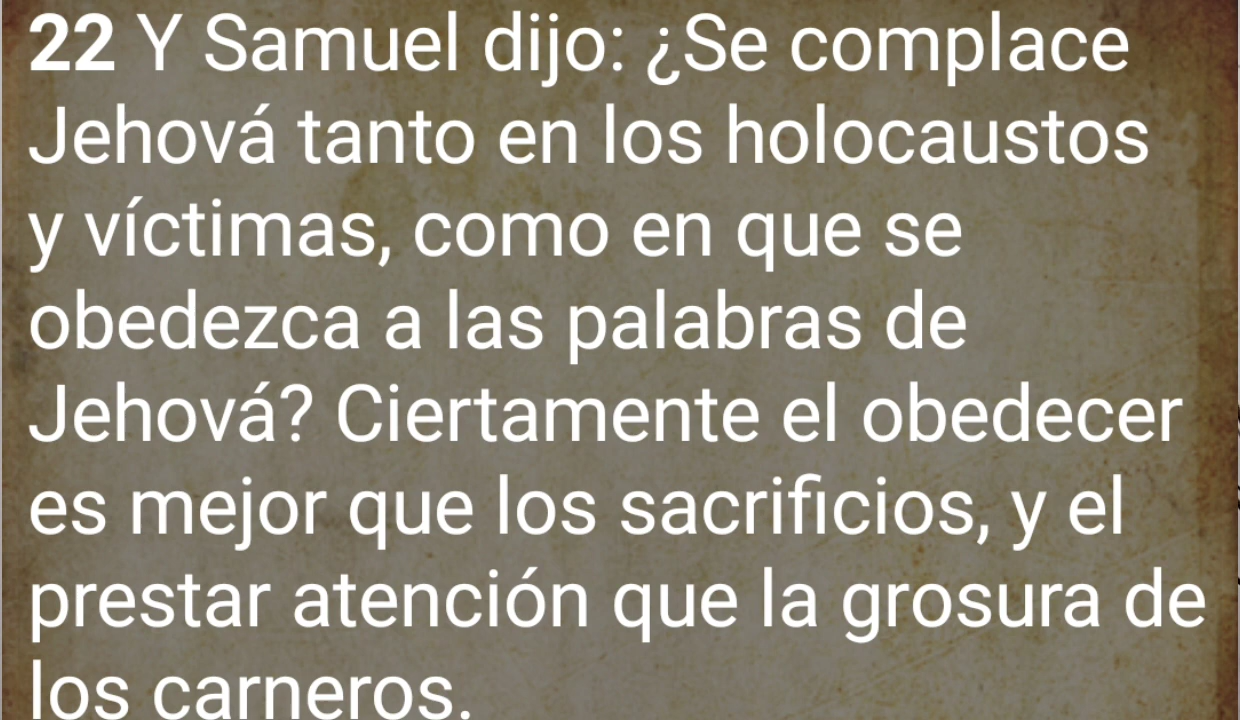 22 Y Samuel dijo: ¿Se complace
Jehová tanto en los holocaustos
y víctimas, como en que se
obedezca a las palabras de
Jehová? Ciertamente el obedecer
es mejor que los sacrificios, y el
prestar atención que la grosura de
los carneros.